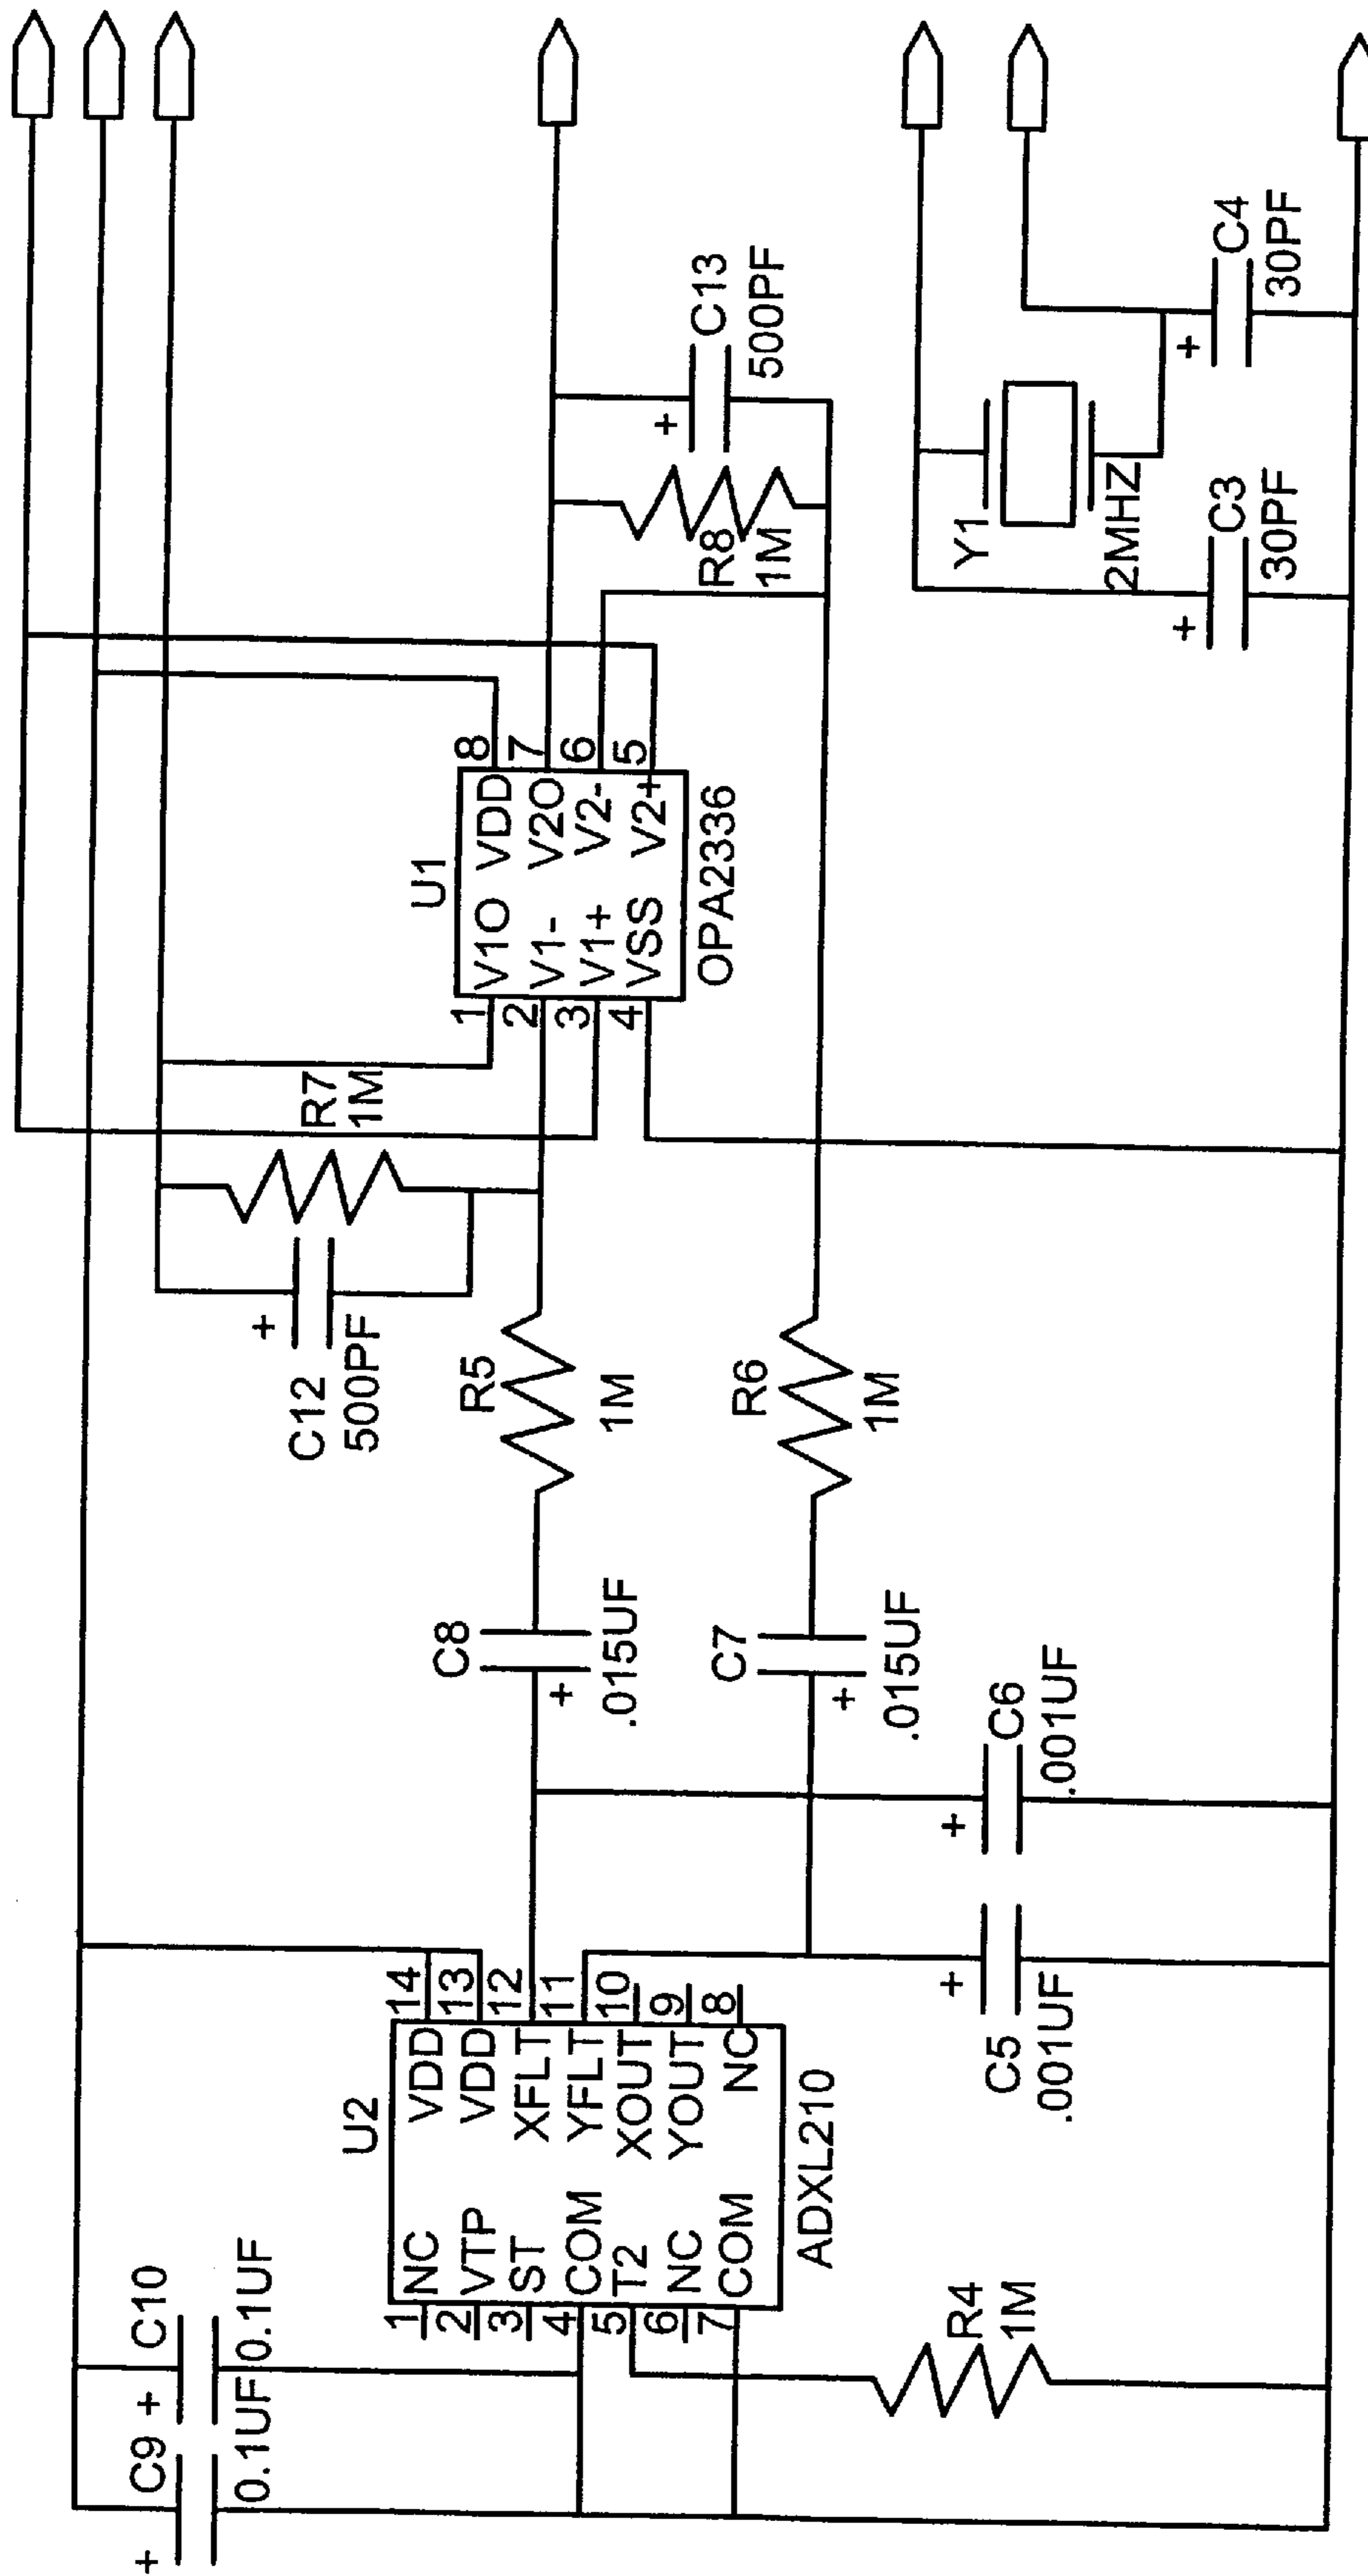 + C9 + C10
0.1UF 0.1UF
U2
1 NC VDD 14
2 VTP VDD 13
3 ST XFLT 12
4 COM YFLT 11
5 T2 XOUT 10
6 NC YOUT 9
7 COM NC 8
ADXL210
R4
1M
+
C5
.001UF
+
C6
.001UF
C8
+
.015UF
C7
+
.015UF
R5
1M
R6
1M
+
C12
500PF
R7
1M
U1
1 V1O VDD 8
2 V1- V2O 7
3 V1+ V2- 6
4 VSS V2+ 5
OPA2336
R8
1M
+
C13
500PF
Y1
2MHZ
+
C3
30PF
+
C4
30PF